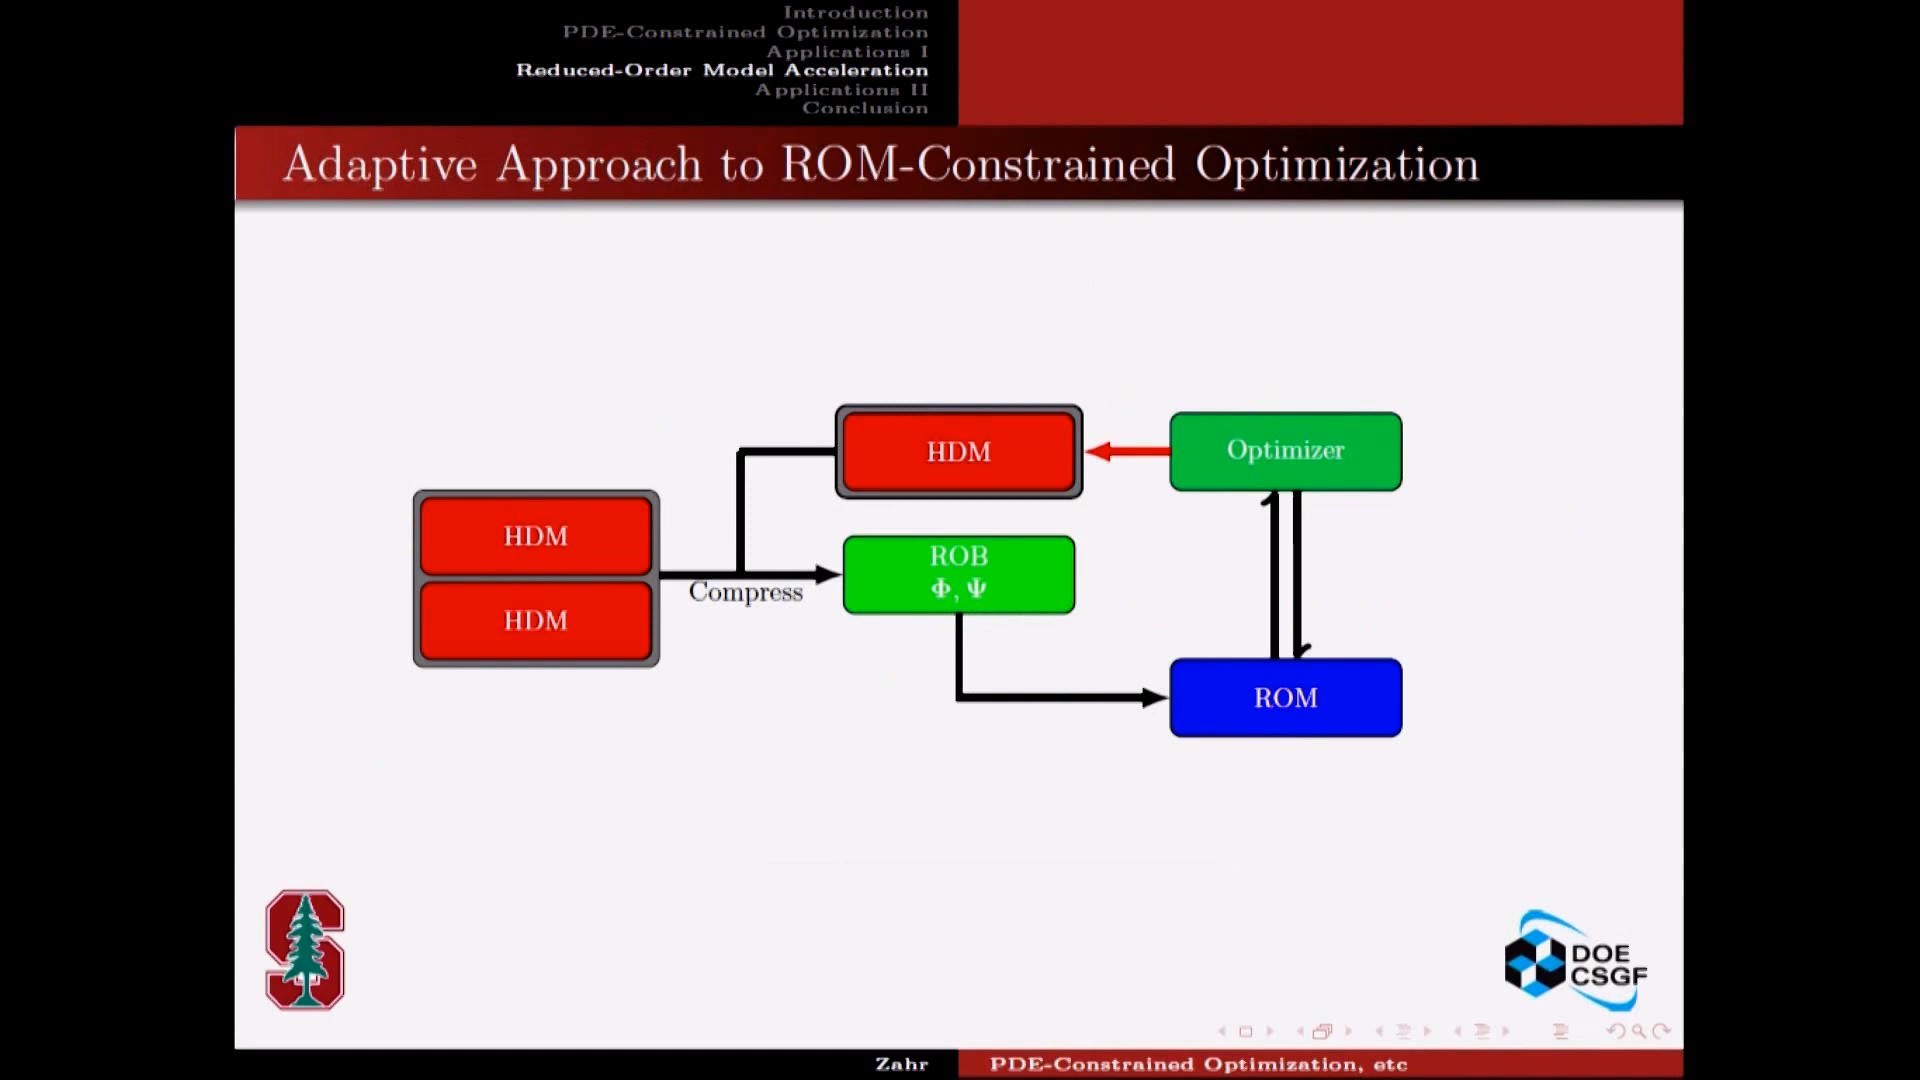 Introduction
PDE-Constrained Optimization
Applications I
Reduced-Order Model Acceleration
Applications II
Conclusion
Adaptive Approach to ROM-Constrained Optimization
HDM
Optimizer
HDM
HDM
Compress
ROB
Φ, Ψ
ROM
DOE
CSGF
Zahr
PDE-Constrained Optimization, etc